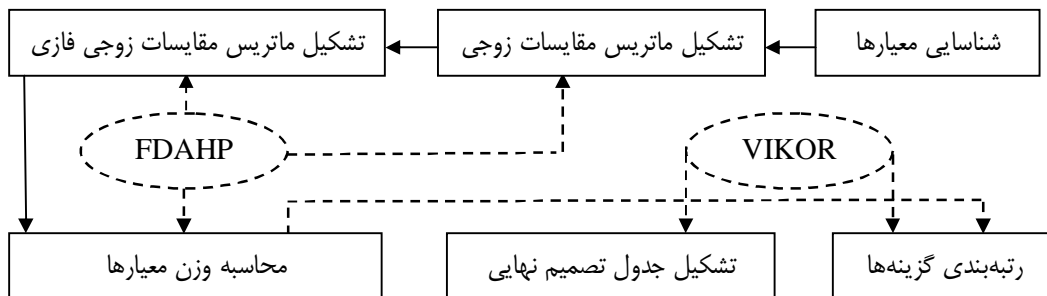 شناسایی معیارها
تشکیل ماتریس مقایسات زوجی
تشکیل ماتریس مقایسات زوجی فازی
VIKOR
FDAHP
رتبه‌بندی گزینه‌ها
تشکیل جدول تصمیم نهایی
محاسبه وزن معیارها